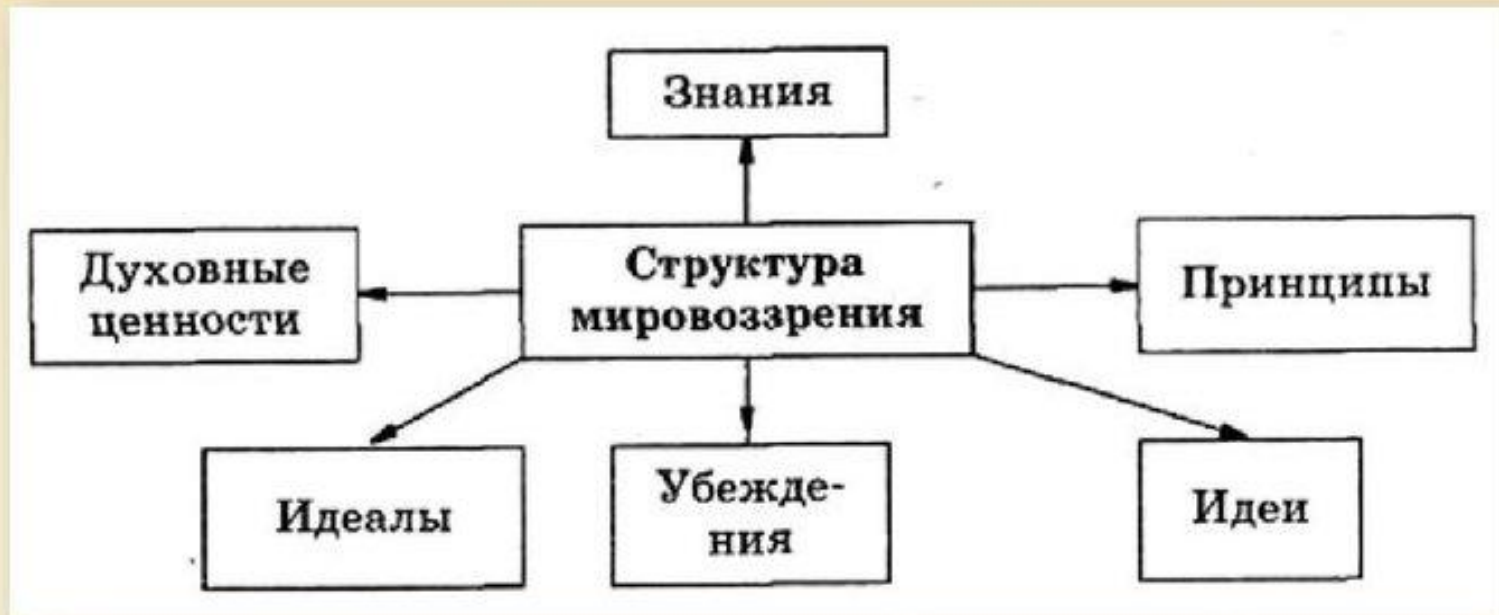 Знания
Духовные
ценности
Структура
мировоззрения
Принципы
Идеалы
Убежде-
ния
Идеи